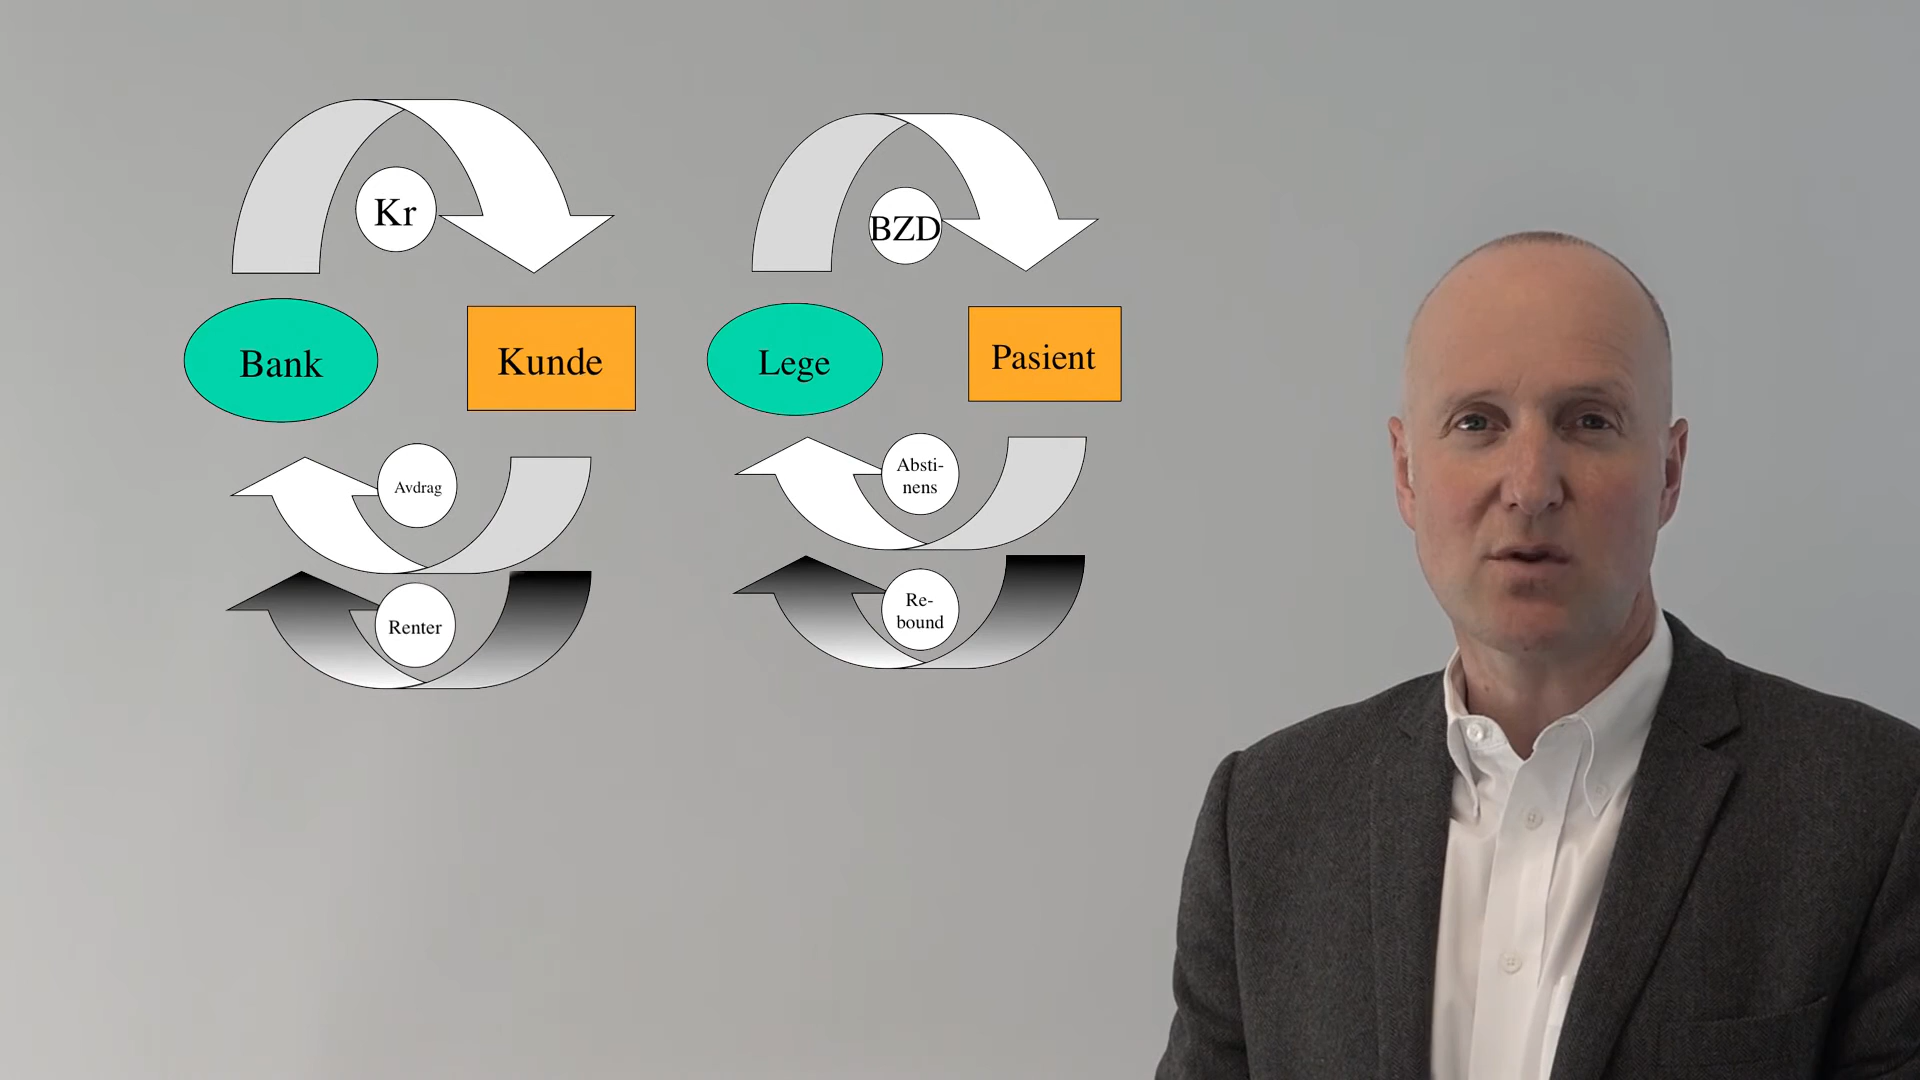 Kr
Bank
Kunde
Avdrag
Renter
BZD
Lege
Pasient
Absti-
nens
Re-
bound